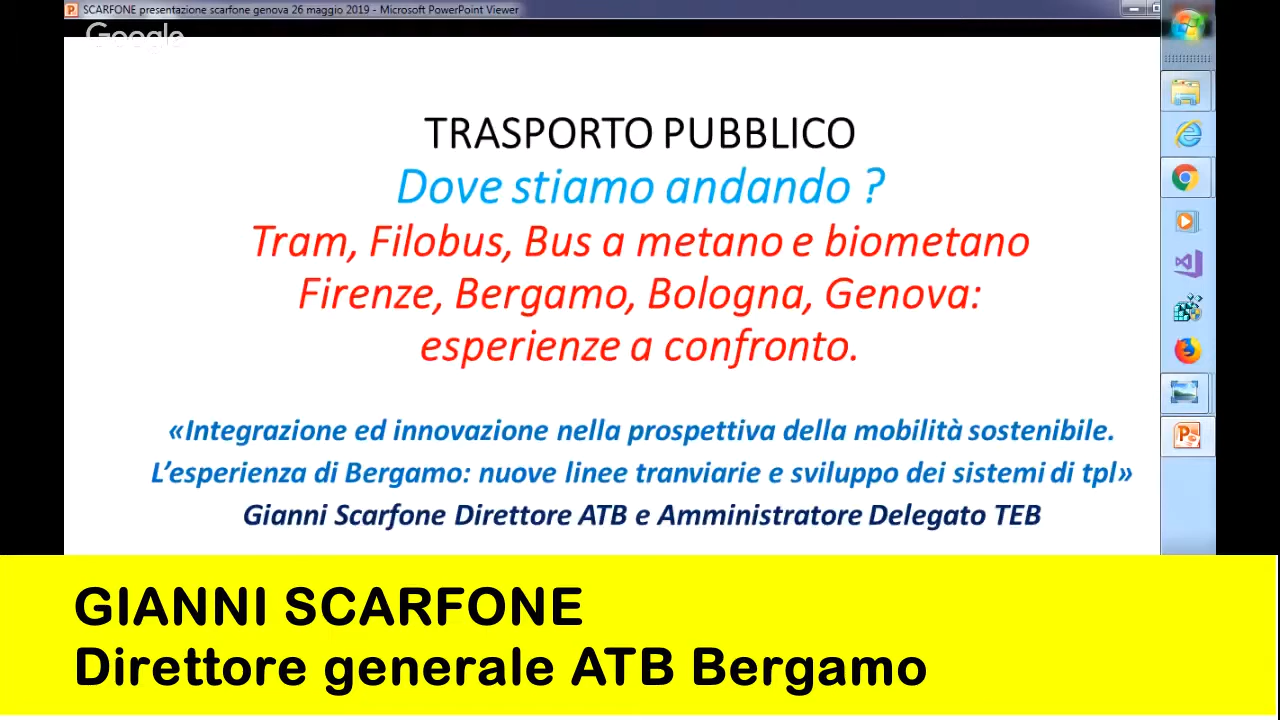 SCARFONE presentazione scarfone genova 26 maggio 2019 - Microsoft PowerPoint Viewer
Google
TRASPORTO PUBBLICO
Dove stiamo andando ?
Tram, Filobus, Bus a metano e biometano
Firenze, Bergamo, Bologna, Genova:
esperienze a confronto.
«Integrazione ed innovazione nella prospettiva della mobilità sostenibile.
L'esperienza di Bergamo: nuove linee tranviarie e sviluppo dei sistemi di tpl»
Gianni Scarfone Direttore ATB e Amministratore Delegato TEB
GIANNI SCARFONE
Direttore generale ATB Bergamo